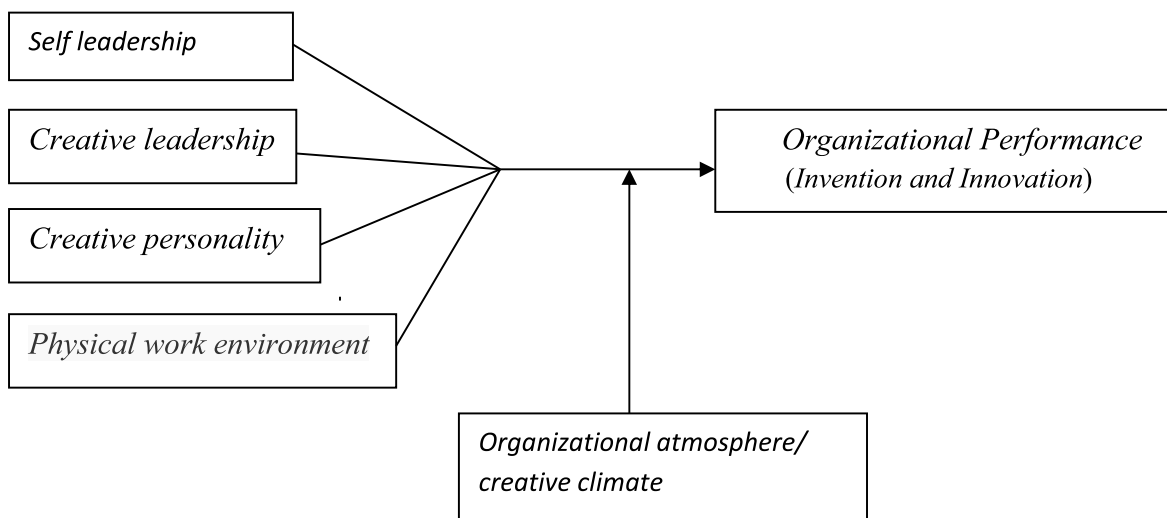 Self leadership
Creative leadership
Organizational Performance
(Invention and Innovation)
Creative personality
Physical work environment
Organizational atmosphere/
creative climate